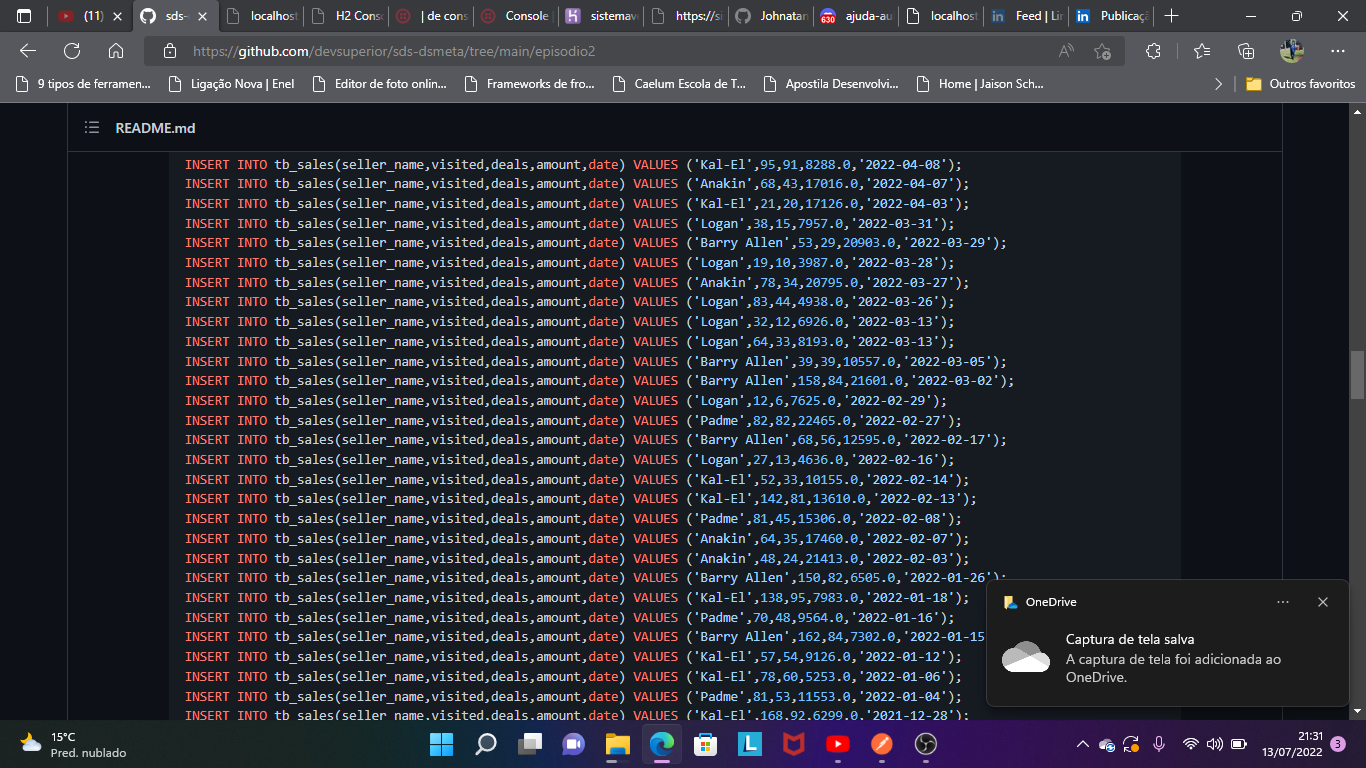 (11)
sds-
localhost
H2 Cons
| de cons
Console
sistemav
https://si
Johnatan
630
ajuda-au
localhost
Feed | Lin
Publicaçã
https://github.com/devsuperior/sds-dsmeta/tree/main/episodio2
9 tipos de ferramen...
Ligação Nova | Enel
Editor de foto onlin...
Frameworks de fro...
Caelum Escola de T...
Apostila Desenvolvi...
Home | Jaison Sch...
Outros favoritos
README.md
INSERT INTO tb_sales(seller_name,visited,deals,amount,date) VALUES ('Kal-El',95,91,8288.0,'2022-04-08');
INSERT INTO tb_sales(seller_name,visited,deals,amount,date) VALUES ('Anakin',68,43,17016.0,'2022-04-07');
INSERT INTO tb_sales(seller_name,visited,deals,amount,date) VALUES ('Kal-El',21,20,17126.0,'2022-04-03');
INSERT INTO tb_sales(seller_name,visited,deals,amount,date) VALUES ('Logan',38,15,7957.0,'2022-03-31');
INSERT INTO tb_sales(seller_name,visited,deals,amount,date) VALUES ('Barry Allen',53,29,20903.0,'2022-03-29');
INSERT INTO tb_sales(seller_name,visited,deals,amount,date) VALUES ('Logan',19,10,3987.0,'2022-03-28');
INSERT INTO tb_sales(seller_name,visited,deals,amount,date) VALUES ('Anakin',78,34,20795.0,'2022-03-27');
INSERT INTO tb_sales(seller_name,visited,deals,amount,date) VALUES ('Logan',83,44,4938.0,'2022-03-26');
INSERT INTO tb_sales(seller_name,visited,deals,amount,date) VALUES ('Logan',32,12,6926.0,'2022-03-13');
INSERT INTO tb_sales(seller_name,visited,deals,amount,date) VALUES ('Logan',64,33,8193.0,'2022-03-13');
INSERT INTO tb_sales(seller_name,visited,deals,amount,date) VALUES ('Barry Allen',39,39,10557.0,'2022-03-05');
INSERT INTO tb_sales(seller_name,visited,deals,amount,date) VALUES ('Barry Allen',158,84,21601.0,'2022-03-02');
INSERT INTO tb_sales(seller_name,visited,deals,amount,date) VALUES ('Logan',12,6,7625.0,'2022-02-29');
INSERT INTO tb_sales(seller_name,visited,deals,amount,date) VALUES ('Padme',82,82,22465.0,'2022-02-27');
INSERT INTO tb_sales(seller_name,visited,deals,amount,date) VALUES ('Barry Allen',68,56,12595.0,'2022-02-17');
INSERT INTO tb_sales(seller_name,visited,deals,amount,date) VALUES ('Logan',27,13,4636.0,'2022-02-16');
INSERT INTO tb_sales(seller_name,visited,deals,amount,date) VALUES ('Kal-El',52,33,10155.0,'2022-02-14');
INSERT INTO tb_sales(seller_name,visited,deals,amount,date) VALUES ('Kal-El',142,81,13610.0,'2022-02-13');
INSERT INTO tb_sales(seller_name,visited,deals,amount,date) VALUES ('Padme',81,45,15306.0,'2022-02-08');
INSERT INTO tb_sales(seller_name,visited,deals,amount,date) VALUES ('Anakin',64,35,17460.0,'2022-02-07');
INSERT INTO tb_sales(seller_name,visited,deals,amount,date) VALUES ('Anakin',48,24,21413.0,'2022-02-03');
INSERT INTO tb_sales(seller_name,visited,deals,amount,date) VALUES ('Barry Allen',150,82,6505.0,'2022-01-26');
INSERT INTO tb_sales(seller_name,visited,deals,amount,date) VALUES ('Kal-El',138,95,7983.0,'2022-01-18');
INSERT INTO tb_sales(seller_name,visited,deals,amount,date) VALUES ('Padme',70,48,9564.0,'2022-01-16');
INSERT INTO tb_sales(seller_name,visited,deals,amount,date) VALUES ('Barry Allen',162,84,7302.0,'2022-01-15
INSERT INTO tb_sales(seller_name,visited,deals,amount,date) VALUES ('Kal-El',57,54,9126.0,'2022-01-12');
INSERT INTO tb_sales(seller_name,visited,deals,amount,date) VALUES ('Kal-El',78,60,5253.0,'2022-01-06');
INSERT INTO tb_sales(seller_name,visited,deals,amount,date) VALUES ('Padme',81,53,11553.0,'2022-01-04');
INSERT INTO tb_sales(seller_name,visited,deals,amount,date) VALUES ('Kal-El',168,92,6299.0,'2021-12-28');
OneDrive
Captura de tela salva
A captura de tela foi adicionada ao
OneDrive.
15°C
Pred. nublado
21:31
13/07/2022
3